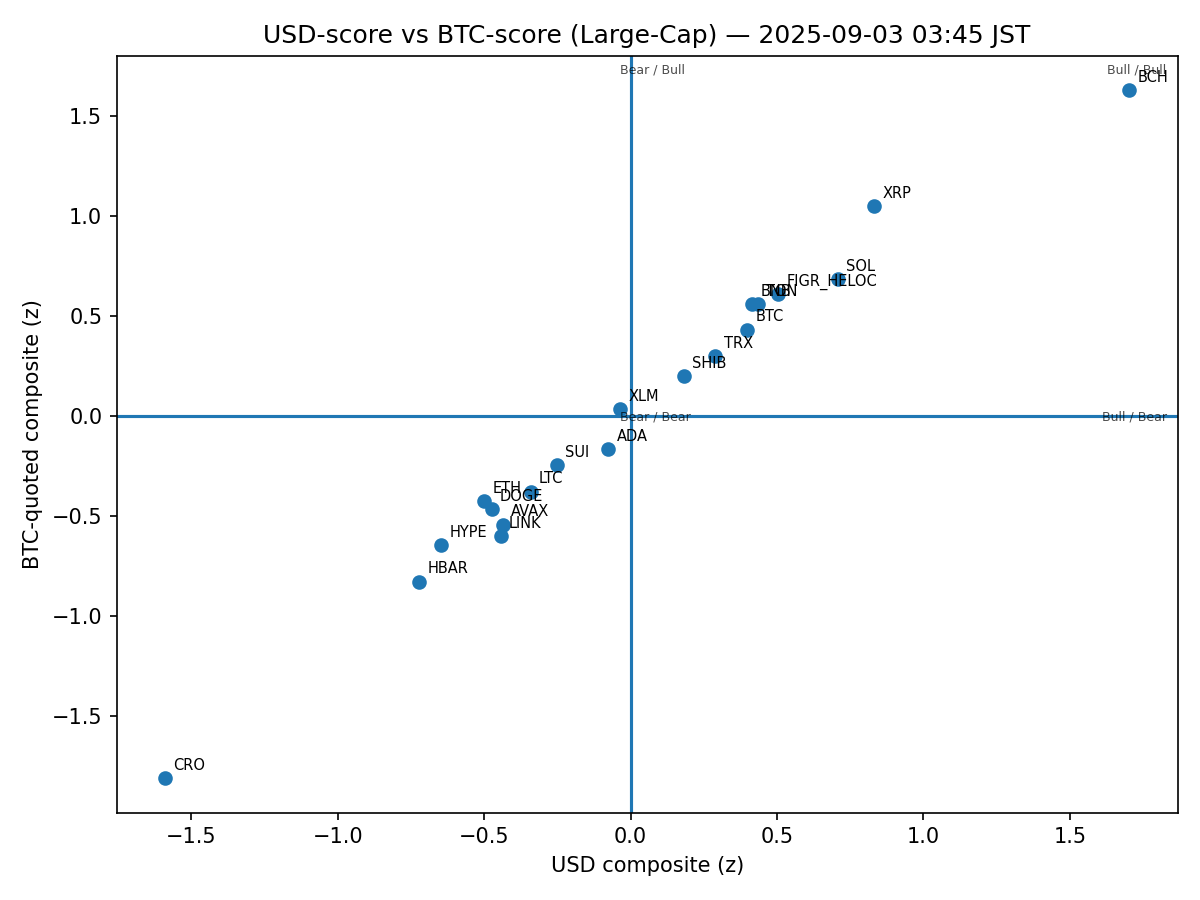 USD-score vs BTC-score (Large-Cap) — 2025-09-03 03:45 JST
Bear / Bull
Bull / Bull
BCH
1.5
XRP
1.0
SOL
FIGR_HELOC
BNB
TON
0.5
BTC
TRX
SHIB
XLM
0.0
Bear / Bear
Bull / Bear
ADA
SUI
LTC
ETH
DOGE
−0.5
AVAX
LINK
HYPE
HBAR
−1.0
−1.5
CRO
BTC-quoted composite (z)
−1.5
−1.0
−0.5
0.0
0.5
1.0
1.5
USD composite (z)